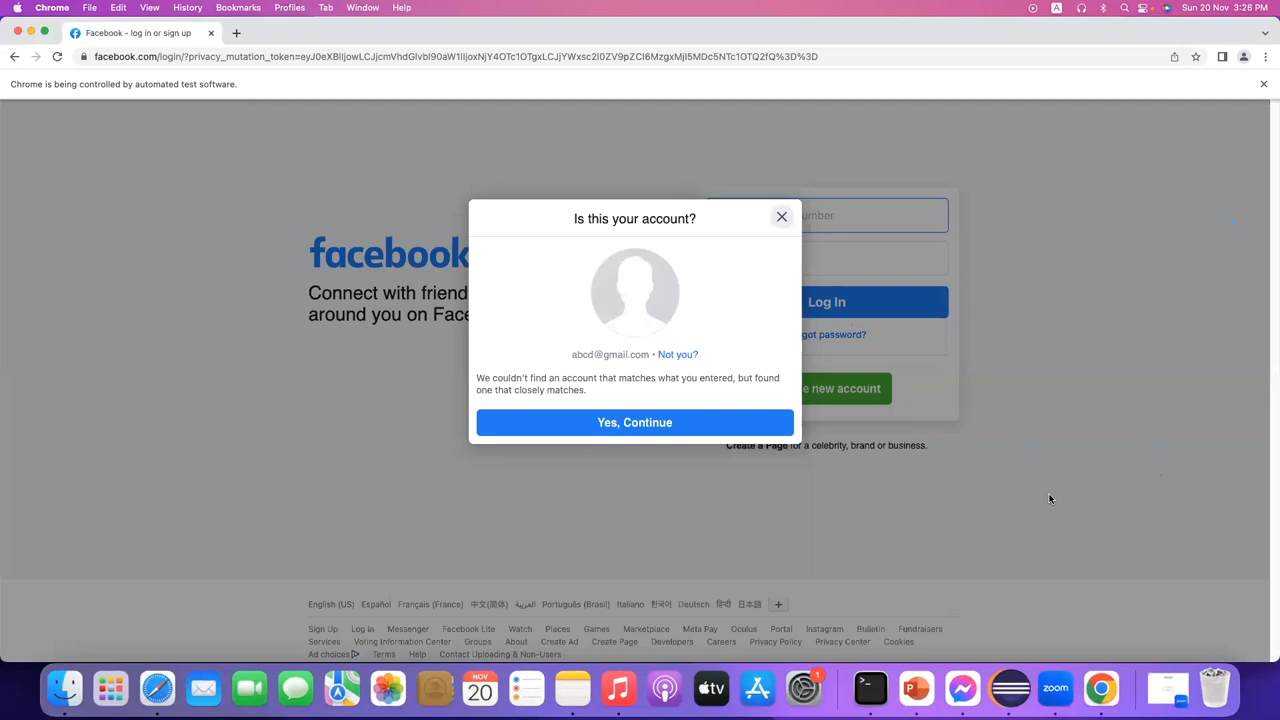 Chrome File Edit View History Bookmarks Profiles Tab Window Help A Sun 20 Nov 3:26 PM
Facebook - log in or sign up
facebook.com/login/?privacy_mutation_token=eyJ0eXBlIjowLCJjcmVhdGlvbl90aW1lIjoxNjY4OTc1OTgxLCJjYWxsc2l0ZV9pZCI6MzgxMjI5MDc5NTc1OTQ2fQ%3D%3D
Chrome is being controlled by automated test software.
Is this your account?
umber
facebook
Connect with friend
around you on Face
Log In
got password?
abcd@gmail.com • Not you?
We couldn't find an account that matches what you entered, but found
one that closely matches.
e new account
Yes, Continue
Create a Page for a celebrity, brand or business.
English (US) Español Français (France) 中文(简体) العربية Português (Brasil) Italiano 한국어 Deutsch हिन्दी 日本語 +
Sign Up Log in Messenger Facebook Lite Watch Places Games Marketplace Meta Pay Oculus Portal Instagram Bulletin Fundraisers
Services Voting Information Center Groups About Create Ad Create Page Developers Careers Privacy Policy Privacy Center Cookies
Ad choices Terms Help Contact Uploading & Non-Users
NOV
20
tv
1
>_
P
zoom